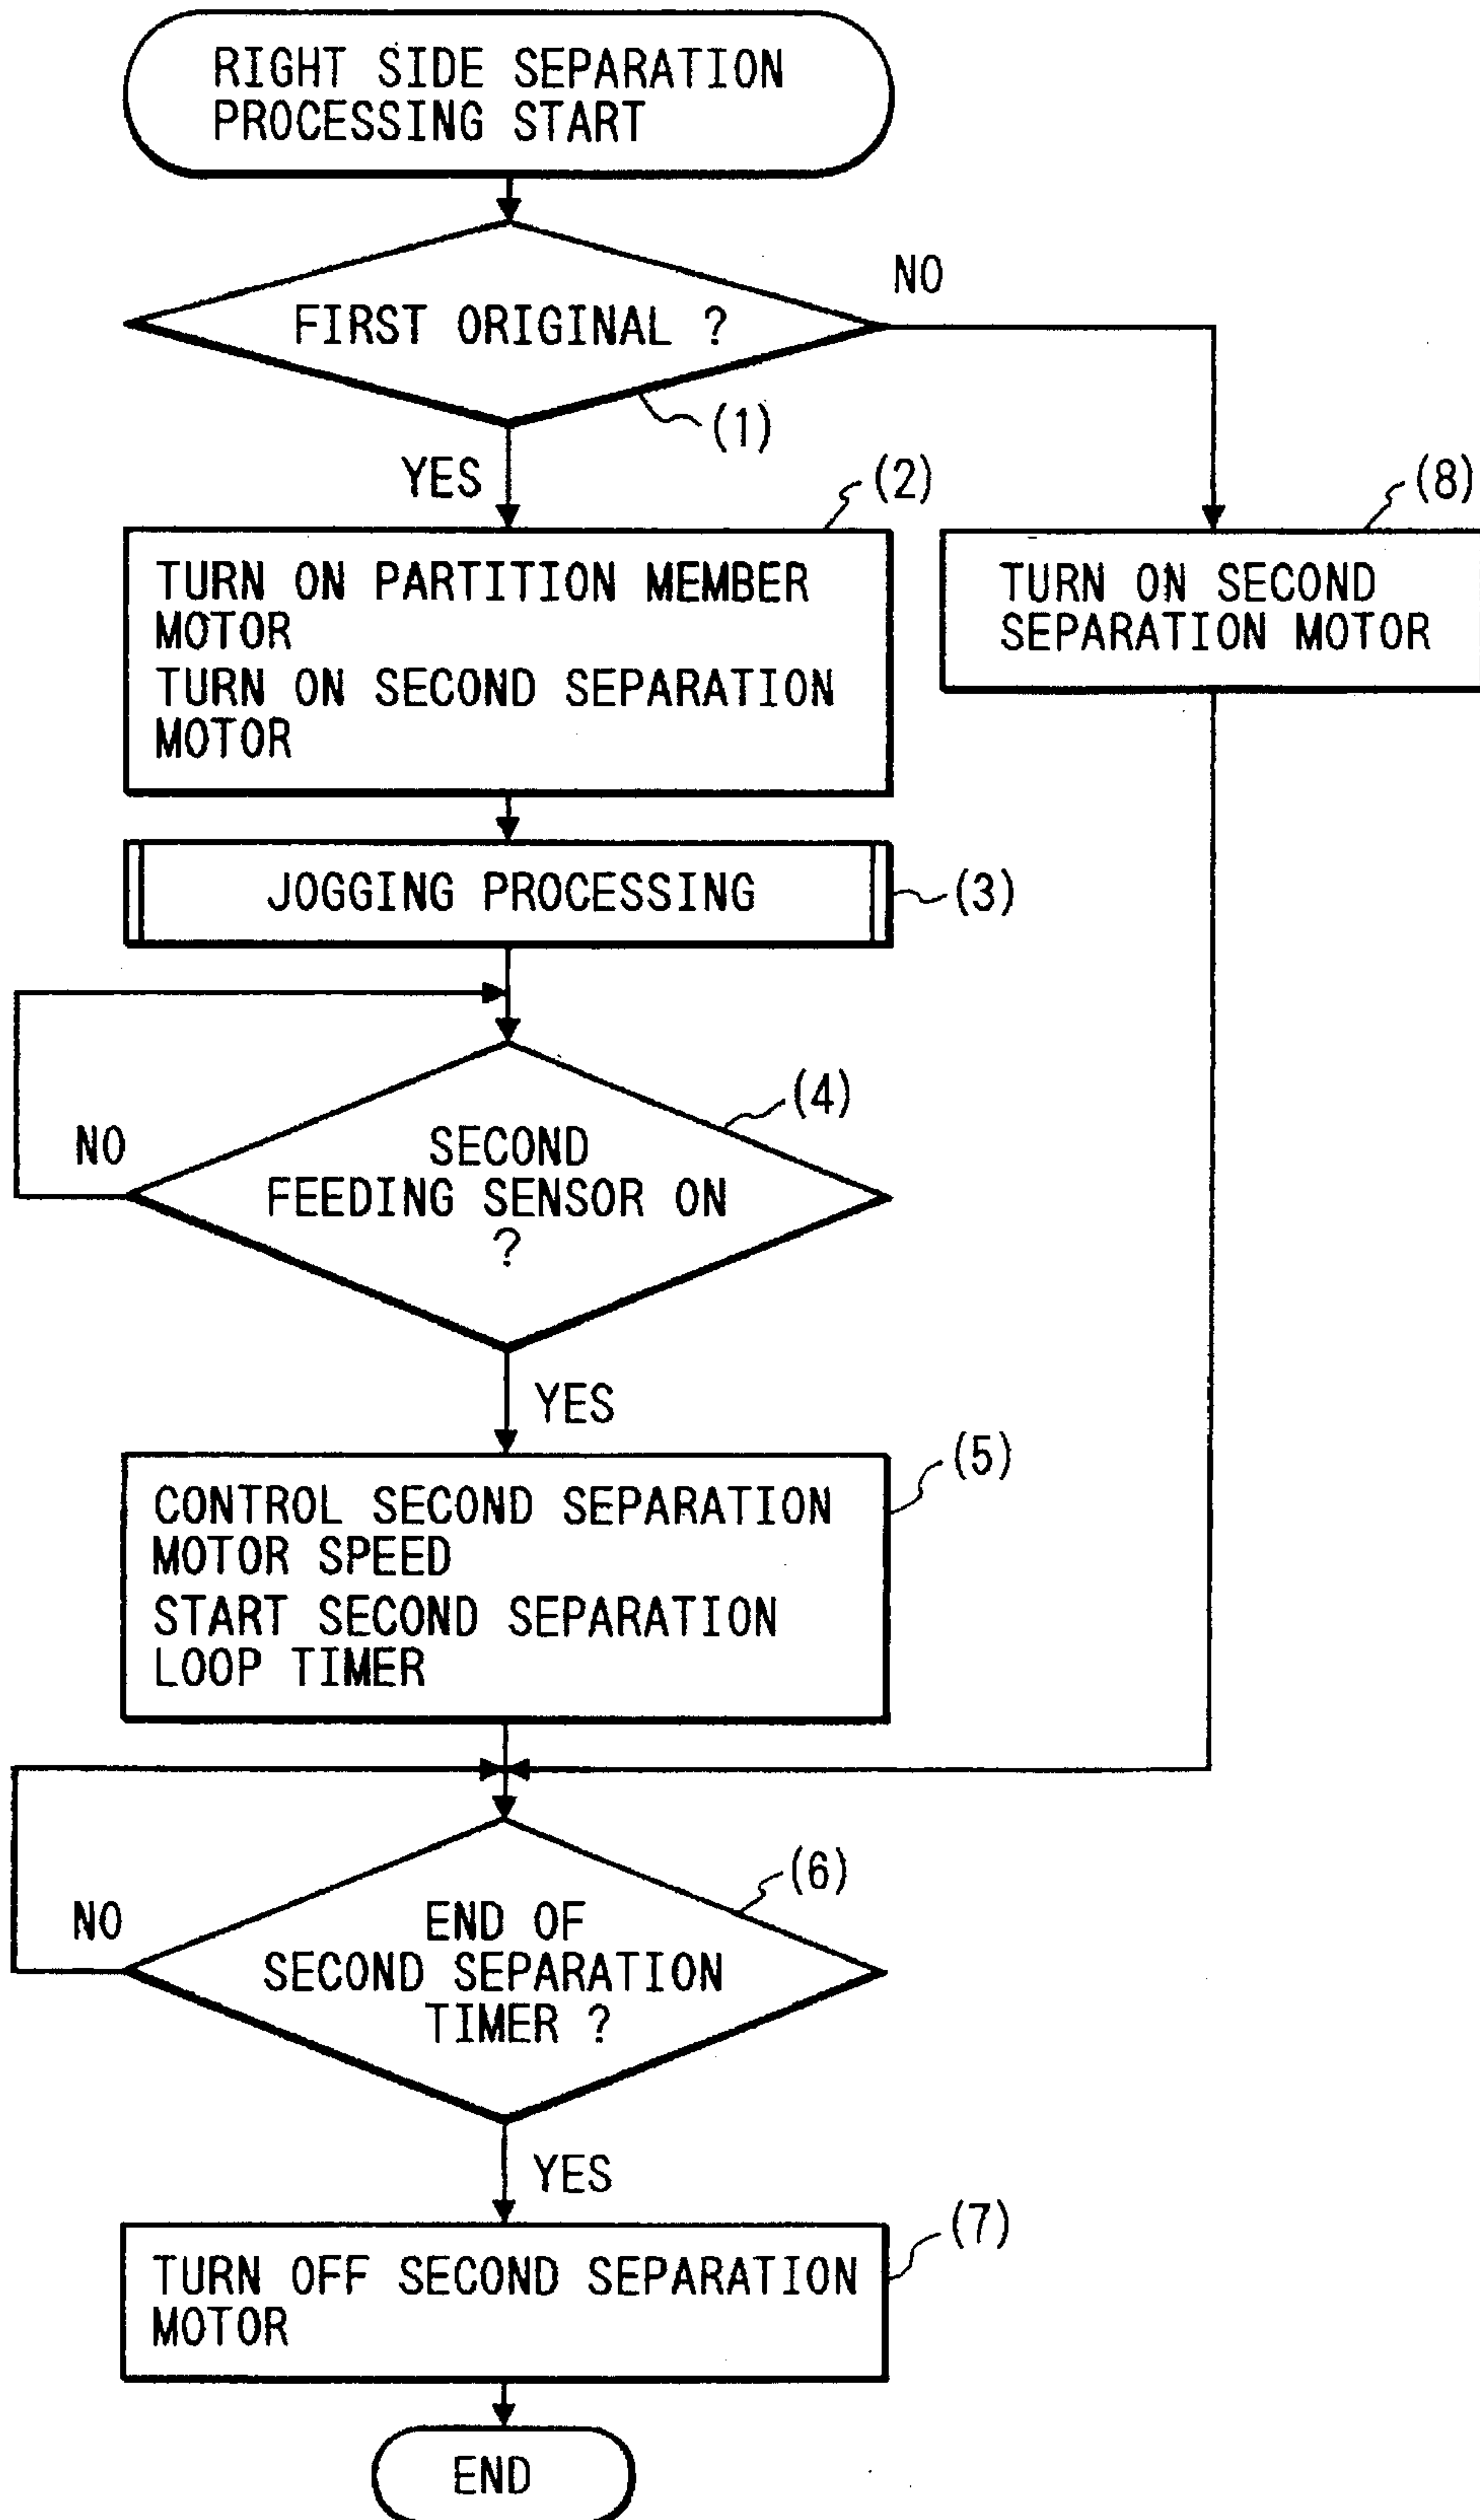 RIGHT SIDE SEPARATION
PROCESSING START
FIRST ORIGINAL ?
NO
(1)
YES
(2)
TURN ON PARTITION MEMBER
MOTOR
TURN ON SECOND SEPARATION
MOTOR
(8)
TURN ON SECOND
SEPARATION MOTOR
JOGGING PROCESSING
(3)
(4)
NO
SECOND
FEEDING SENSOR ON
?
YES
(5)
CONTROL SECOND SEPARATION
MOTOR SPEED
START SECOND SEPARATION
LOOP TIMER
(6)
NO
END OF
SECOND SEPARATION
TIMER ?
YES
(7)
TURN OFF SECOND SEPARATION
MOTOR
END